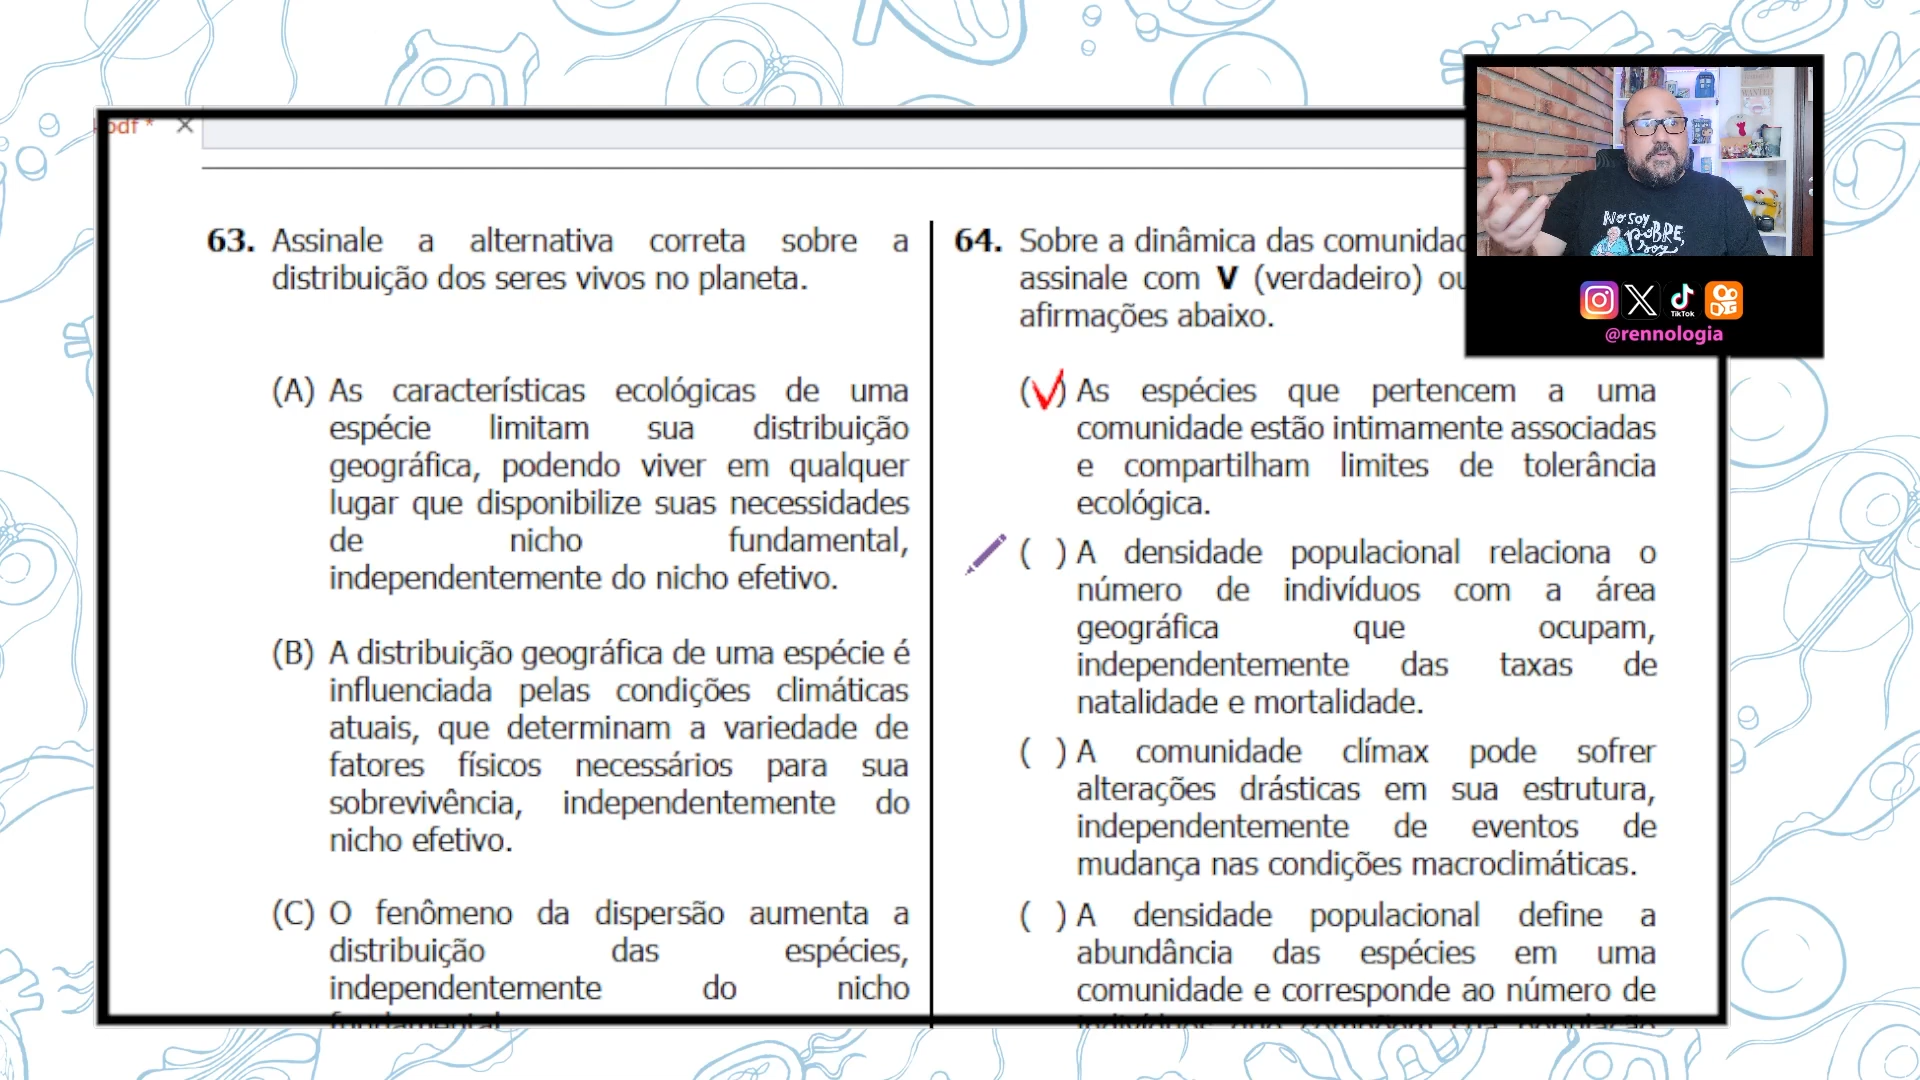 pdf *
63. Assinale a alternativa correta sobre a
distribuição dos seres vivos no planeta.
(A) As características ecológicas de uma
espécie limitam sua distribuição
geográfica, podendo viver em qualquer
lugar que disponibilize suas necessidades
de nicho fundamental,
independentemente do nicho efetivo.
(B) A distribuição geográfica de uma espécie é
influenciada pelas condições climáticas
atuais, que determinam a variedade de
fatores físicos necessários para sua
sobrevivência, independentemente do
nicho efetivo.
(C) O fenômeno da dispersão aumenta a
distribuição das espécies,
independentemente do nicho
64. Sobre a dinâmica das
assinale com V (verdadeiro) ou
afirmações abaixo.
(V) As espécies que pertencem a uma
comunidade estão intimamente associadas
e compartilham limites de tolerância
ecológica.
( ) A densidade populacional relaciona o
número de indivíduos com a área
geográfica que ocupam,
independentemente das taxas de
natalidade e mortalidade.
( ) A comunidade clímax pode sofrer
alterações drásticas em sua estrutura,
independentemente de eventos de
mudança nas condições macroclimáticas.
( ) A densidade populacional define a
abundância das espécies em uma
comunidade e corresponde ao número de
No soy
pOBRE,
soy
TikTok
@rennologia